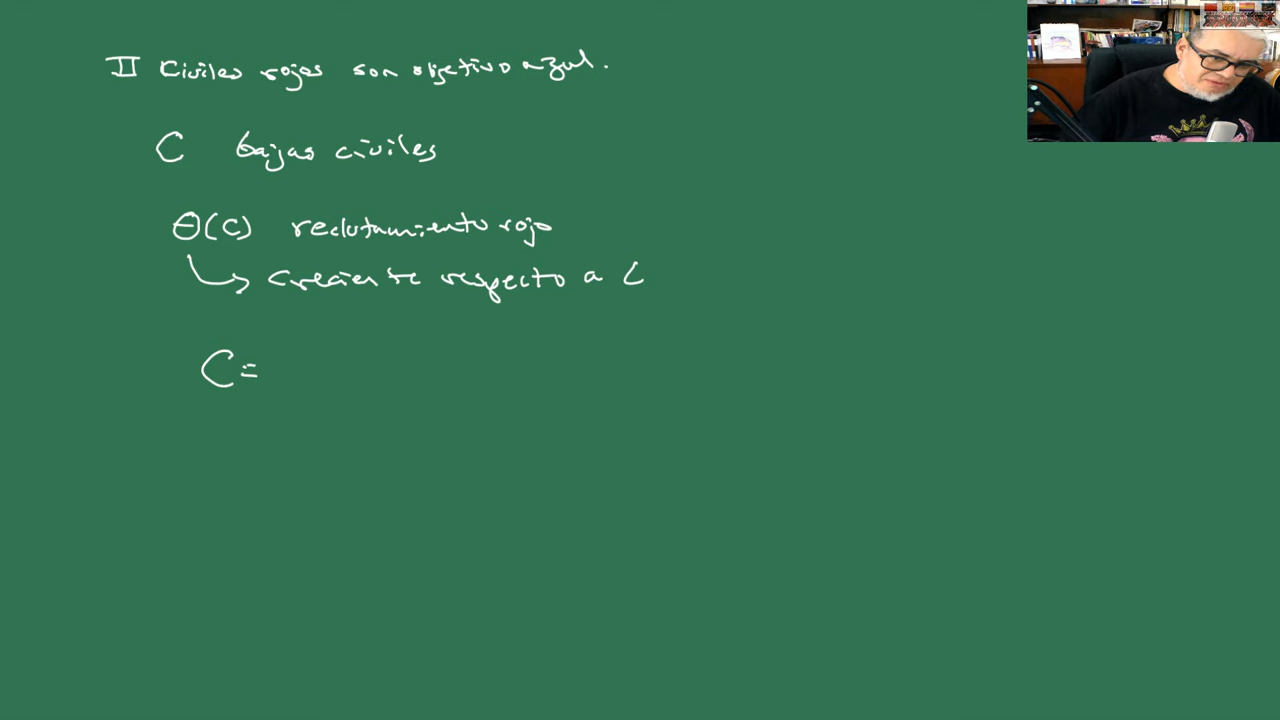 II Civiles rojos son objetivo azul.
C bajas civiles
θ(C) reclutamiento rojo
↳ creciente respecto a C
C=